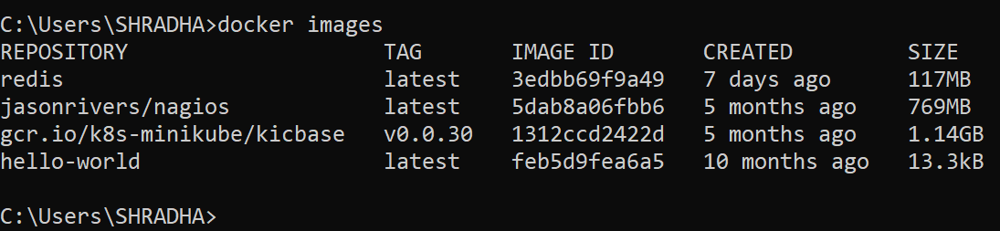 C:\Users\SHRADHA>docker images
REPOSITORY                    TAG       IMAGE ID       CREATED         SIZE
redis                         latest    3edbb69f9a49   7 days ago      117MB
jasonrivers/nagios            latest    5dab8a06fbb6   5 months ago    769MB
gcr.io/k8s-minikube/kicbase   v0.0.30   1312ccd2422d   5 months ago    1.14GB
hello-world                   latest    feb5d9fea6a5   10 months ago   13.3kB
C:\Users\SHRADHA>